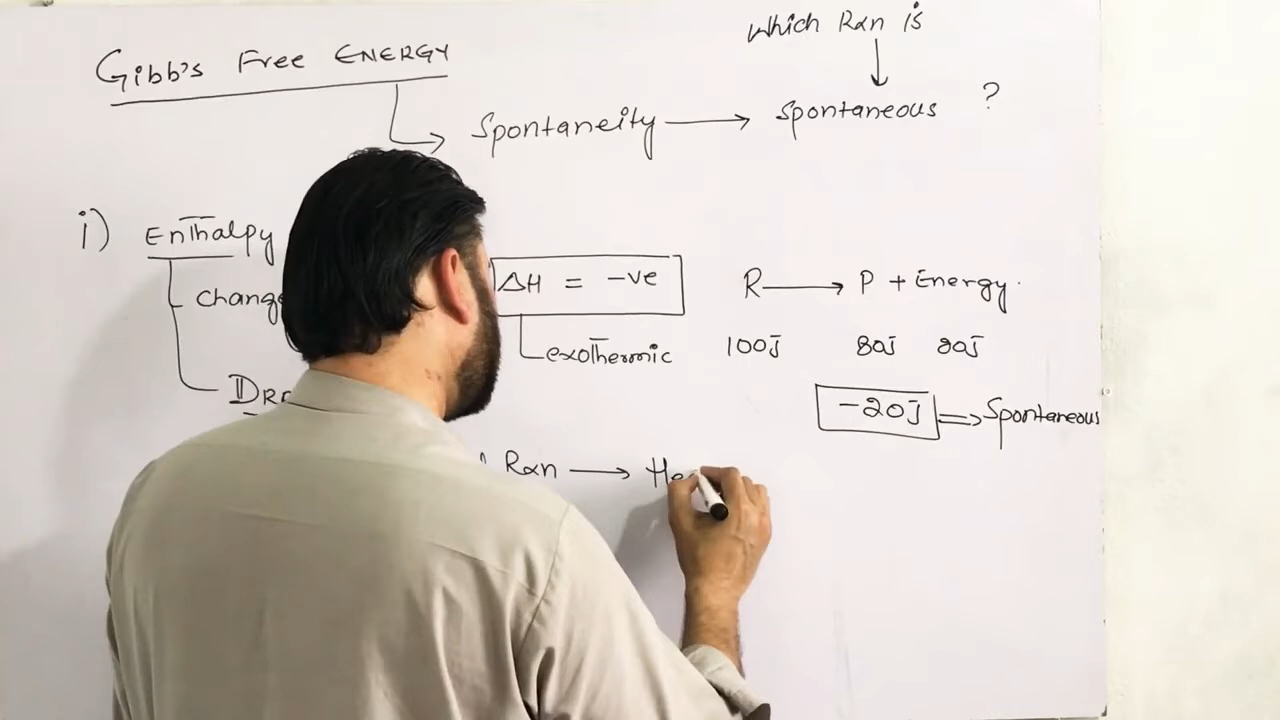 Which Rxn is
Gibb's Free ENERGY
Spontaneity → Spontaneous ?
i) Enthalpy
ΔH = -ve
R → P + Energy.
exothermic
100J 80J 20J
-20J ⇒ Spontaneous
Rxn →